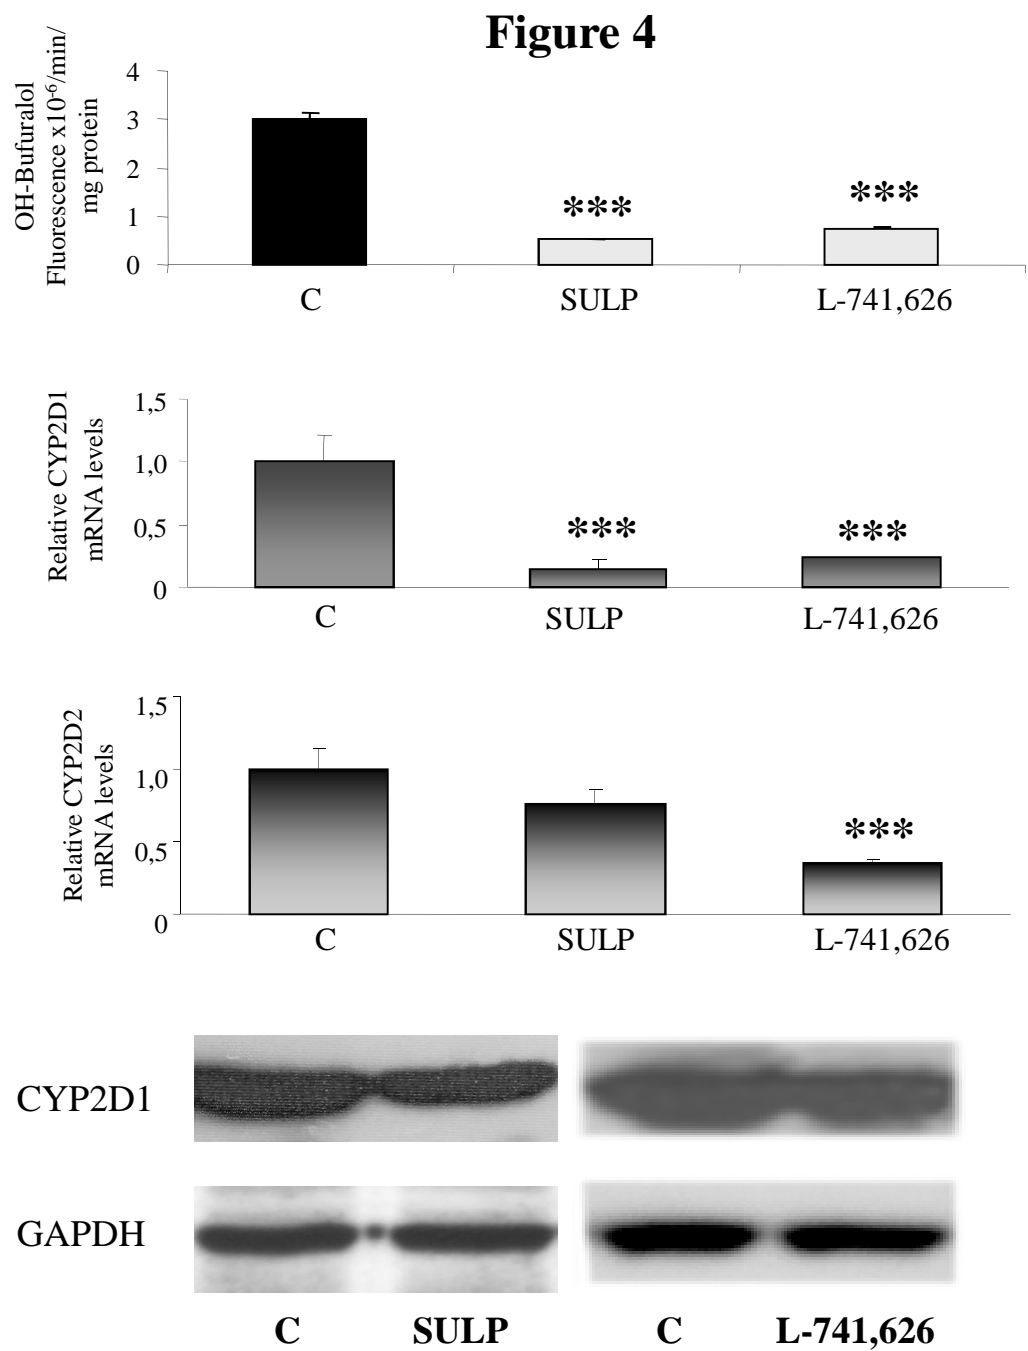 Figure 4
OH-Bufuralol
Fluorescence x10-6/min/
mg protein
4
3
2
1
0
***
***
C
SULP
L-741,626
Relative CYP2D1
mRNA levels
1,5
1,0
0,5
0
***
***
C
SULP
L-741,626
Relative CYP2D2
mRNA levels
1,5
1,0
0,5
0
***
C
SULP
L-741,626
CYP2D1
GAPDH
C
SULP
C
L-741,626